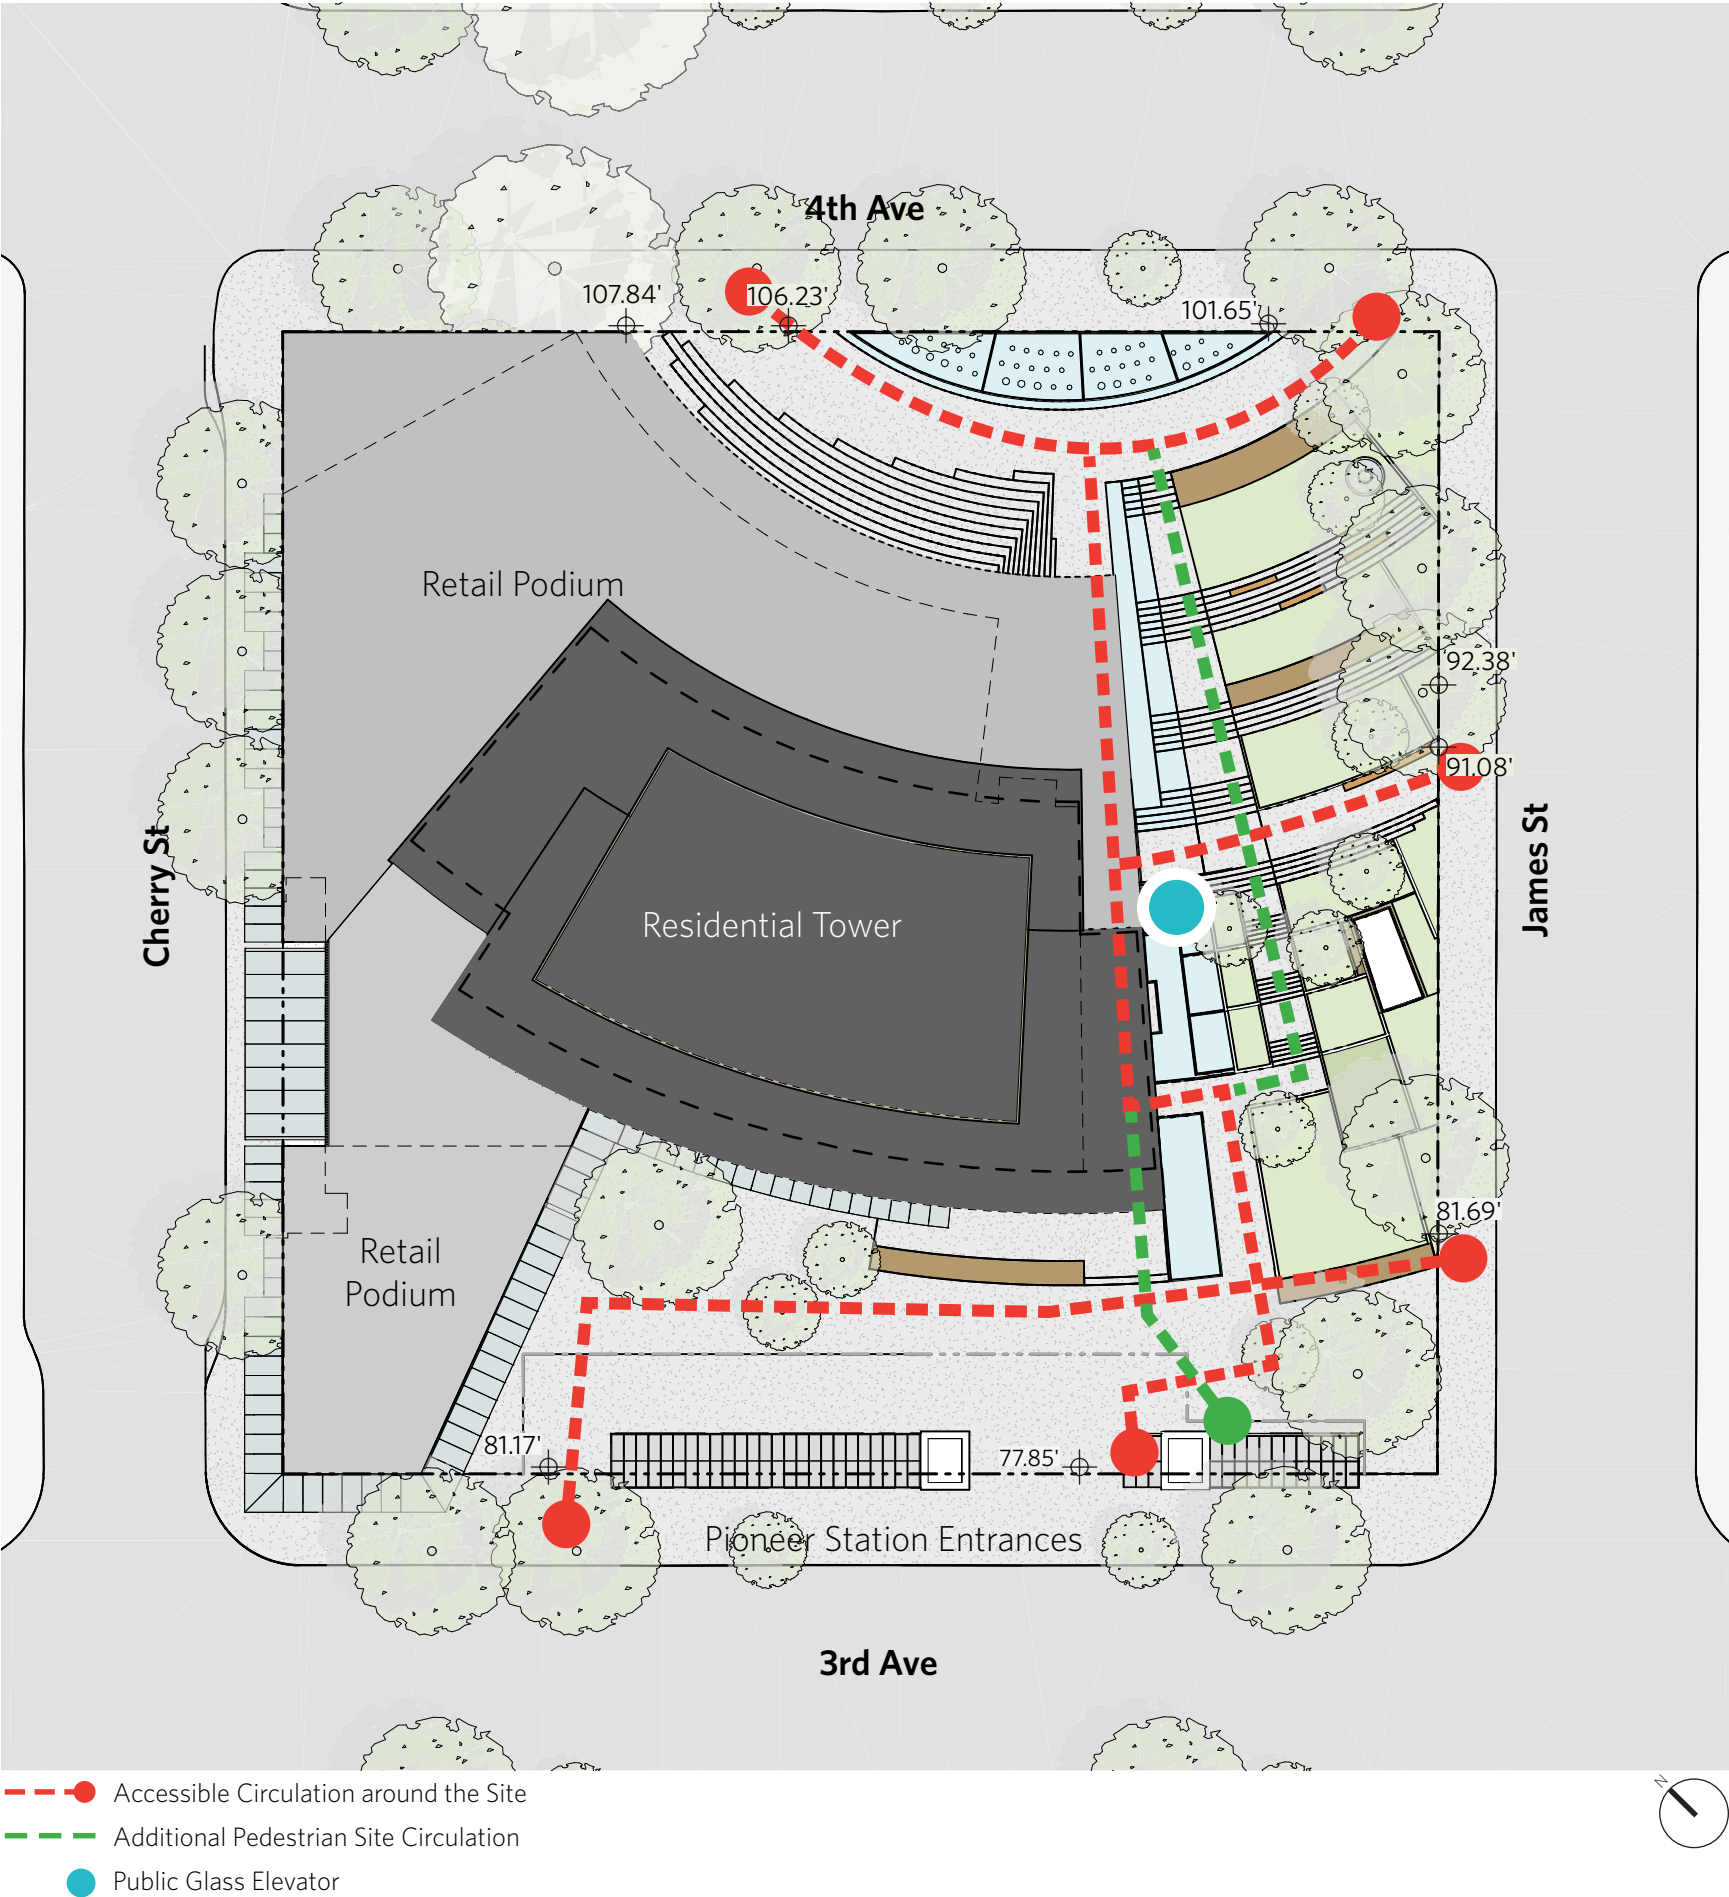 4th Ave
107.84'
106.23'
101.65'
Retail Podium
92.38'
91.08'
Cherry St
James St
Residential Tower
81.69'
Retail
Podium
81.17'
77.85'
Pioneer Station Entrances
3rd Ave
Accessible Circulation around the Site
Additional Pedestrian Site Circulation
Public Glass Elevator
N